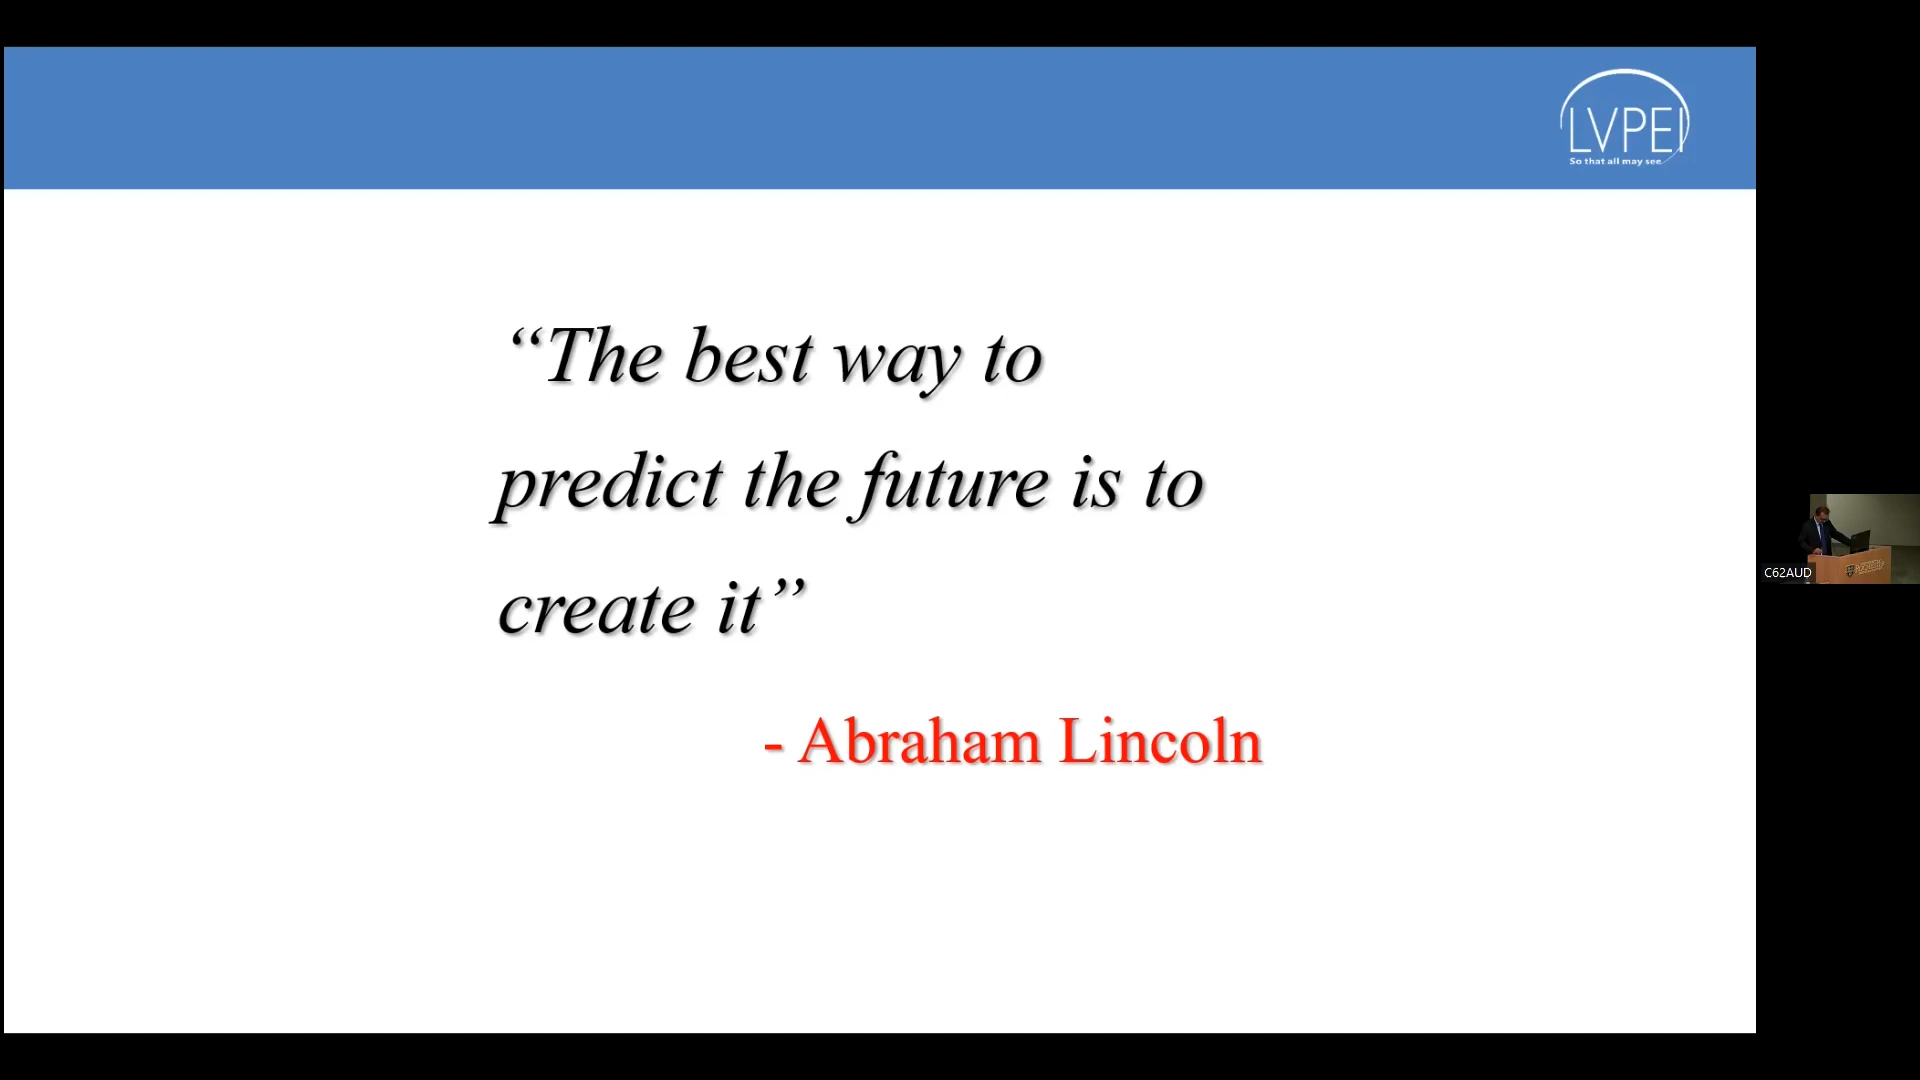 LVPEI
So that all may see
“The best way to
predict the future is to
create it”
- Abraham Lincoln
C62AUD